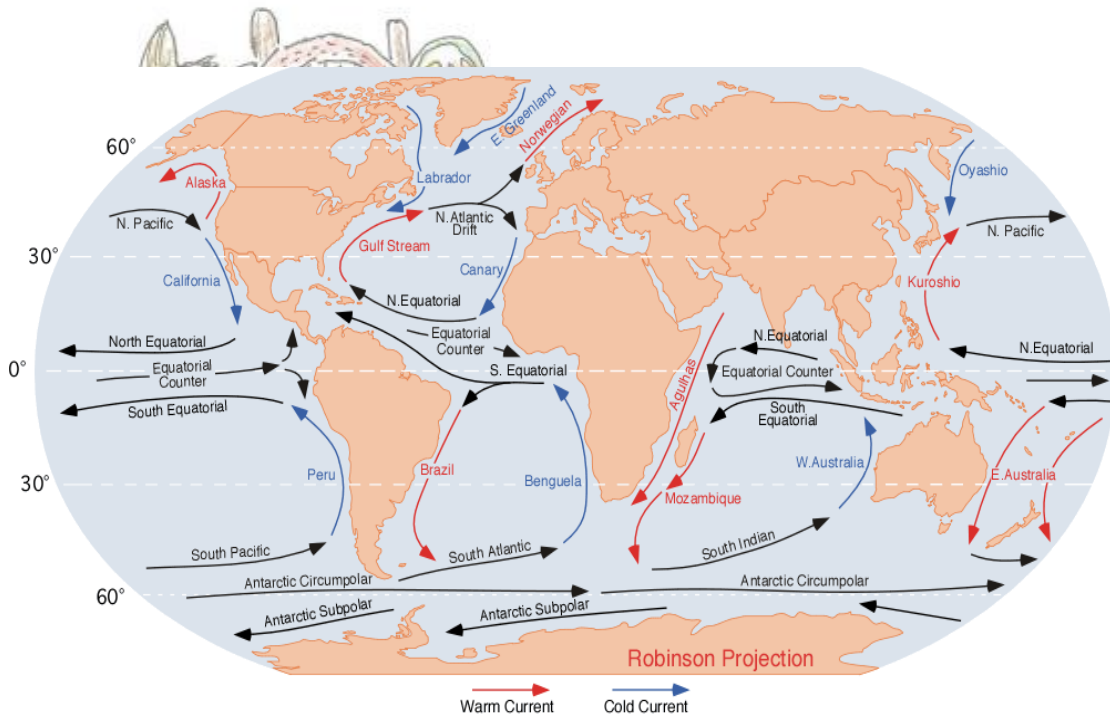 60°
E. Greenland
Norwegian
Alaska
Labrador
Oyashio
N. Pacific
N. Atlantic
Drift
N. Pacific
30°
Gulf Stream
California
Canary
Kuroshio
N.Equatorial
North Equatorial
Equatorial
Counter
N.Equatorial
N.Equatorial
0°
Equatorial
Counter
S. Equatorial
Equatorial Counter
Agulhas
South Equatorial
South
Equatorial
30°
Peru
Brazil
Benguela
W.Australia
E.Australia
Mozambique
South Pacific
South Atlantic
South Indian
Antarctic Circumpolar
Antarctic Circumpolar
60°
Antarctic Subpolar
Antarctic Subpolar
Robinson Projection
Warm Current
Cold Current